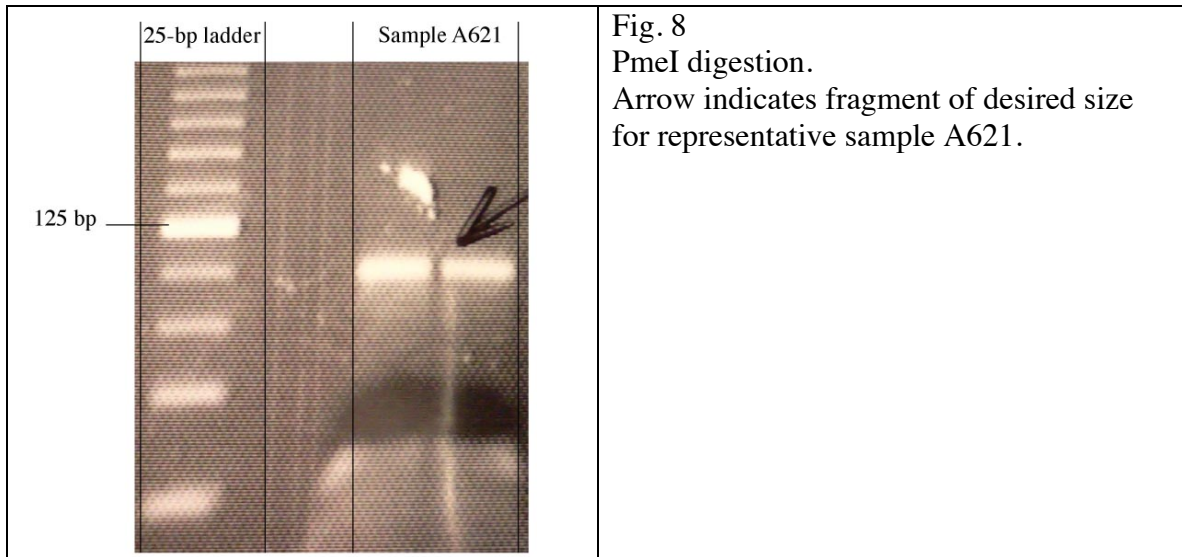 25-bp ladder
Sample A621
125 bp
Fig. 8
PmeI digestion.
Arrow indicates fragment of desired size
for representative sample A621.